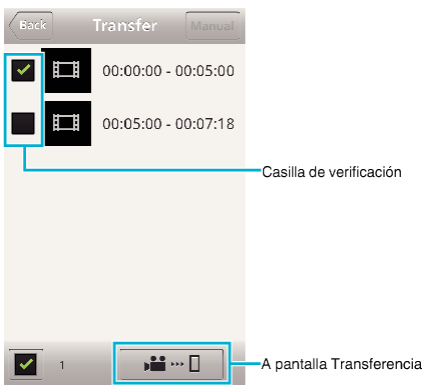 Back Transfer Manual
00:00:00 - 00:05:00
00:05:00 - 00:07:18
Casilla de verificación
1
A pantalla Transferencia